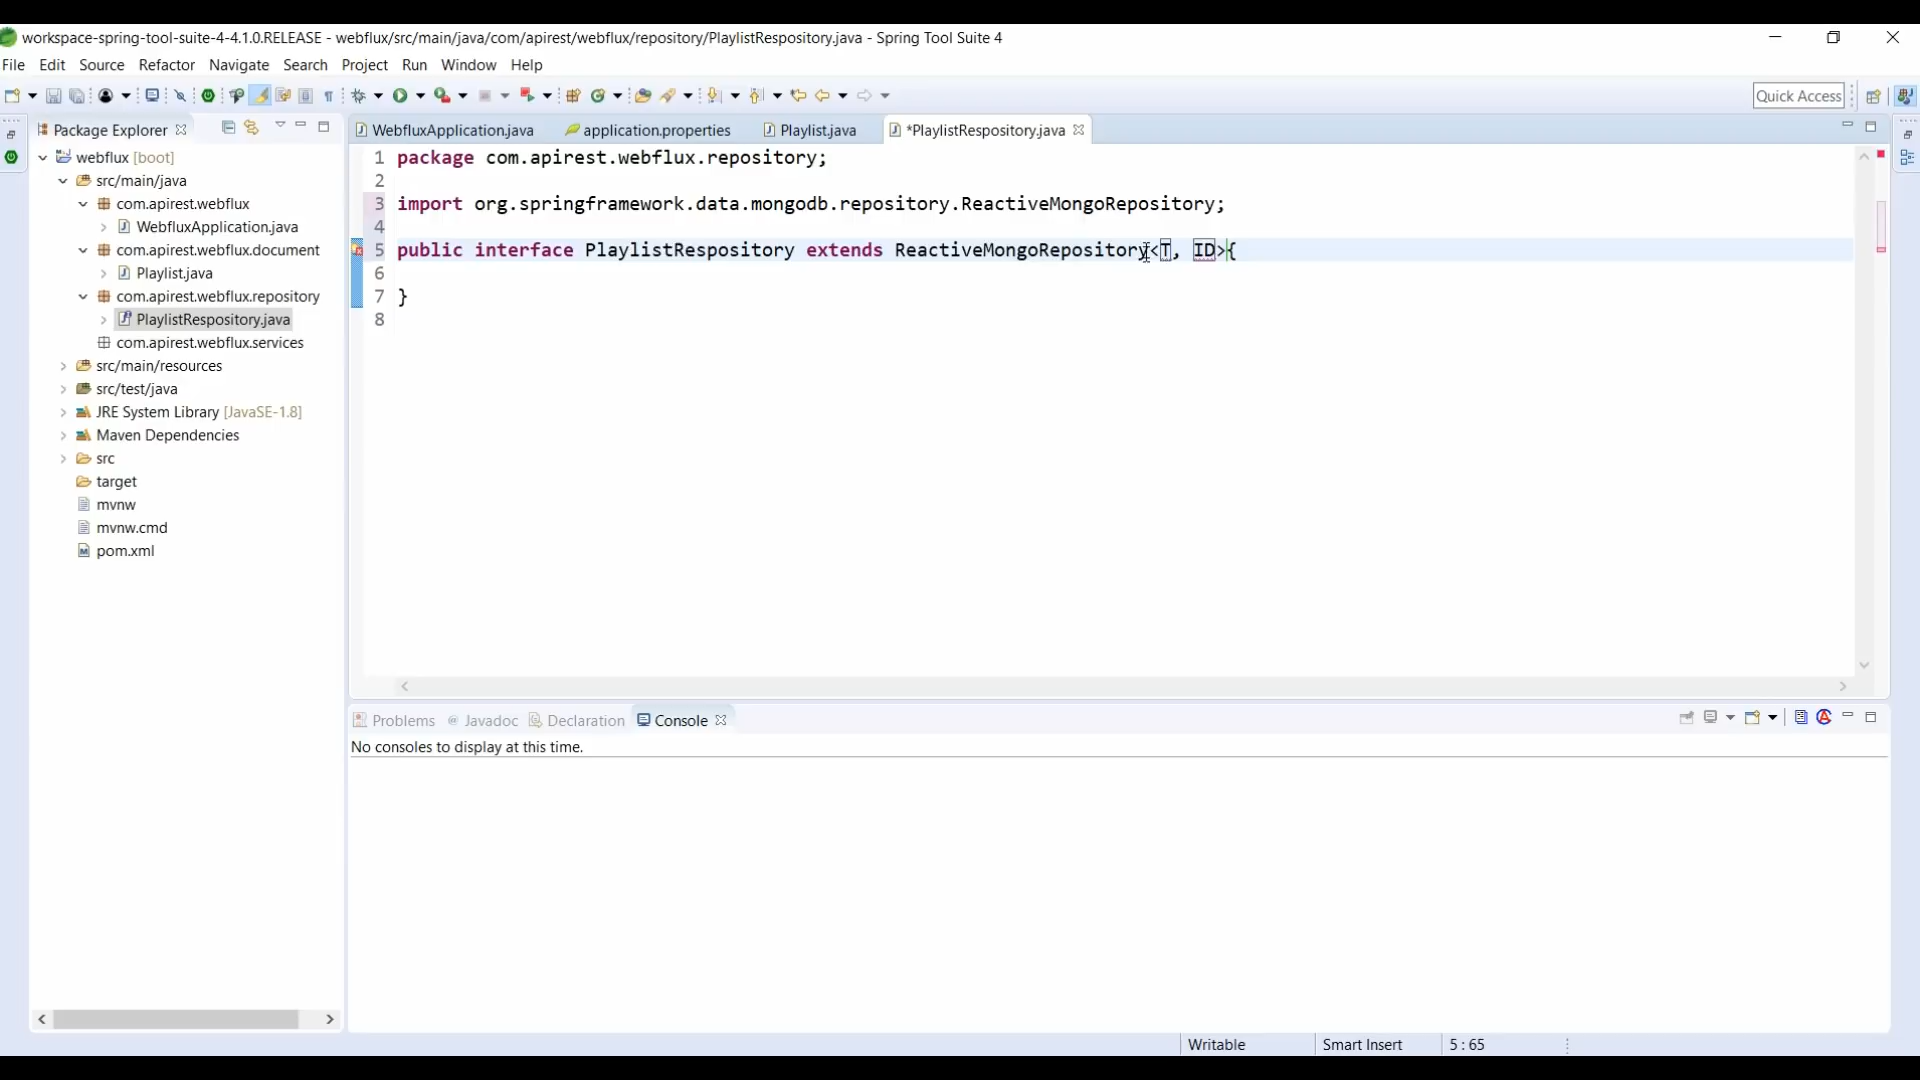 workspace-spring-tool-suite-4-4.1.0.RELEASE - webflux/src/main/java/com/apirest/webflux/repository/PlaylistRespository.java - Spring Tool Suite 4
File Edit Source Refactor Navigate Search Project Run Window Help
Quick Access
Package Explorer
webflux [boot]
src/main/java
com.apirest.webflux
WebfluxApplication.java
com.apirest.webflux.document
Playlist.java
com.apirest.webflux.repository
PlaylistRespository.java
com.apirest.webflux.services
src/main/resources
src/test/java
JRE System Library [JavaSE-1.8]
Maven Dependencies
src
target
mvnw
mvnw.cmd
pom.xml
WebfluxApplication.java application.properties Playlist.java *PlaylistRespository.java
1 package com.apirest.webflux.repository;
2
3 import org.springframework.data.mongodb.repository.ReactiveMongoRepository;
4
5 public interface PlaylistRespository extends ReactiveMongoRepository<T, ID>{
6
7 }
8
Problems @ Javadoc Declaration Console
No consoles to display at this time.
Writable Smart Insert 5 : 65